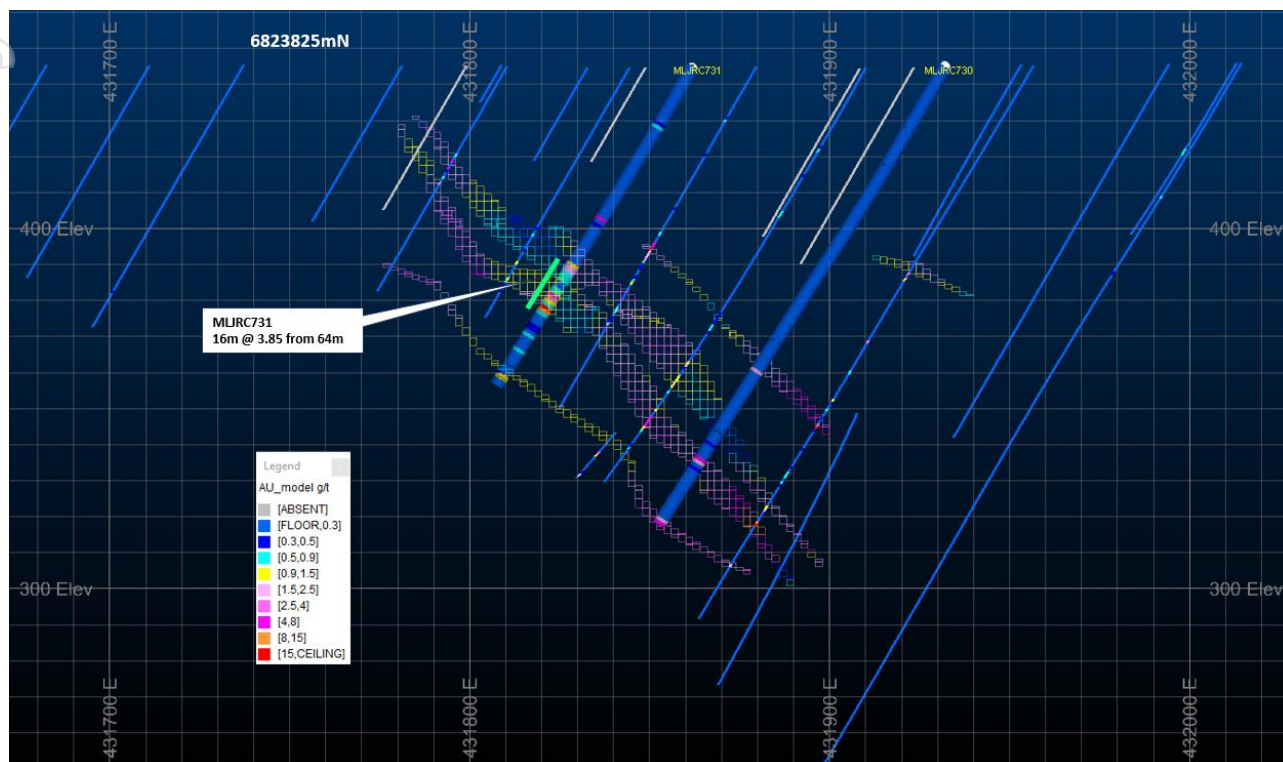 6823825mN
431700 E
431800 E
431900 E
432000 E
MLJRC731
MLJRC730
400 Elev
400 Elev
MLJRC731
16m @ 3.85 from 64m
Legend
AU_model g/t
[ABSENT]
[FLOOR,0.3]
[0.3,0.5]
[0.5,0.9]
[0.9,1.5]
[1.5,2.5]
[2.5,4]
[4,8]
[8,15]
[15,CEILING]
300 Elev
300 Elev
431700 E
431800 E
431900 E
432000 E